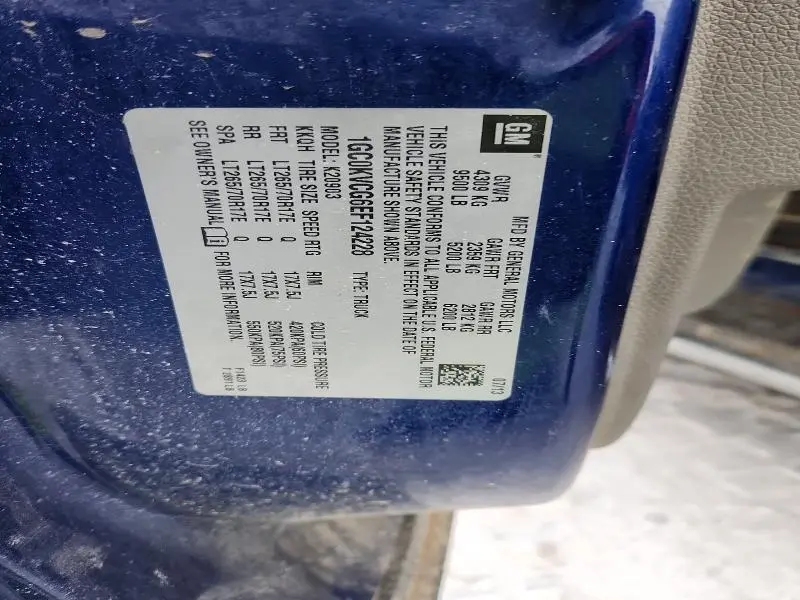 GM
MFD BY GENERAL MOTORS LLC 07/13
GVWR GAWR FRT GAWR RR
4309 KG 2359 KG 2812 KG
9500 LB 5200 LB 6200 LB
THIS VEHICLE CONFORMS TO ALL APPLICABLE U.S. FEDERAL MOTOR
VEHICLE SAFETY STANDARDS IN EFFECT ON THE DATE OF
MANUFACTURE SHOWN ABOVE.
1GC0KVCG6EF124228 TYPE: TRUCK
MODEL: K20903
KKQH TIRE SIZE SPEED RTG RIM COLD TIRE PRESSURE
FRT LT265/70R17E Q 17X7.5J 420KPA(60PSI)
RR LT265/70R17E Q 17X7.5J 520KPA(75PSI)
SPA LT265/70R17E Q 17X7.5J 550KPA(80PSI)
SEE OWNER'S MANUAL FOR MORE INFORMATION.